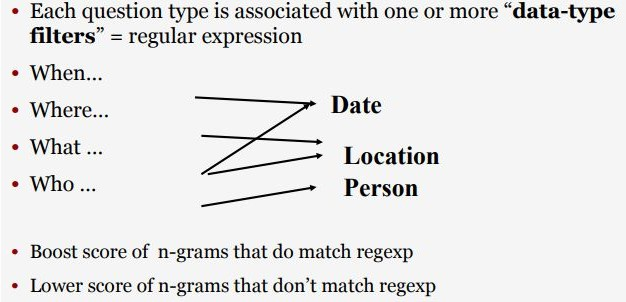 • Each question type is associated with one or more “data-type
filters” = regular expression
• When...
• Where...
• What ...
• Who ...
Date
Location
Person
• Boost score of n-grams that do match regexp
• Lower score of n-grams that don’t match regexp